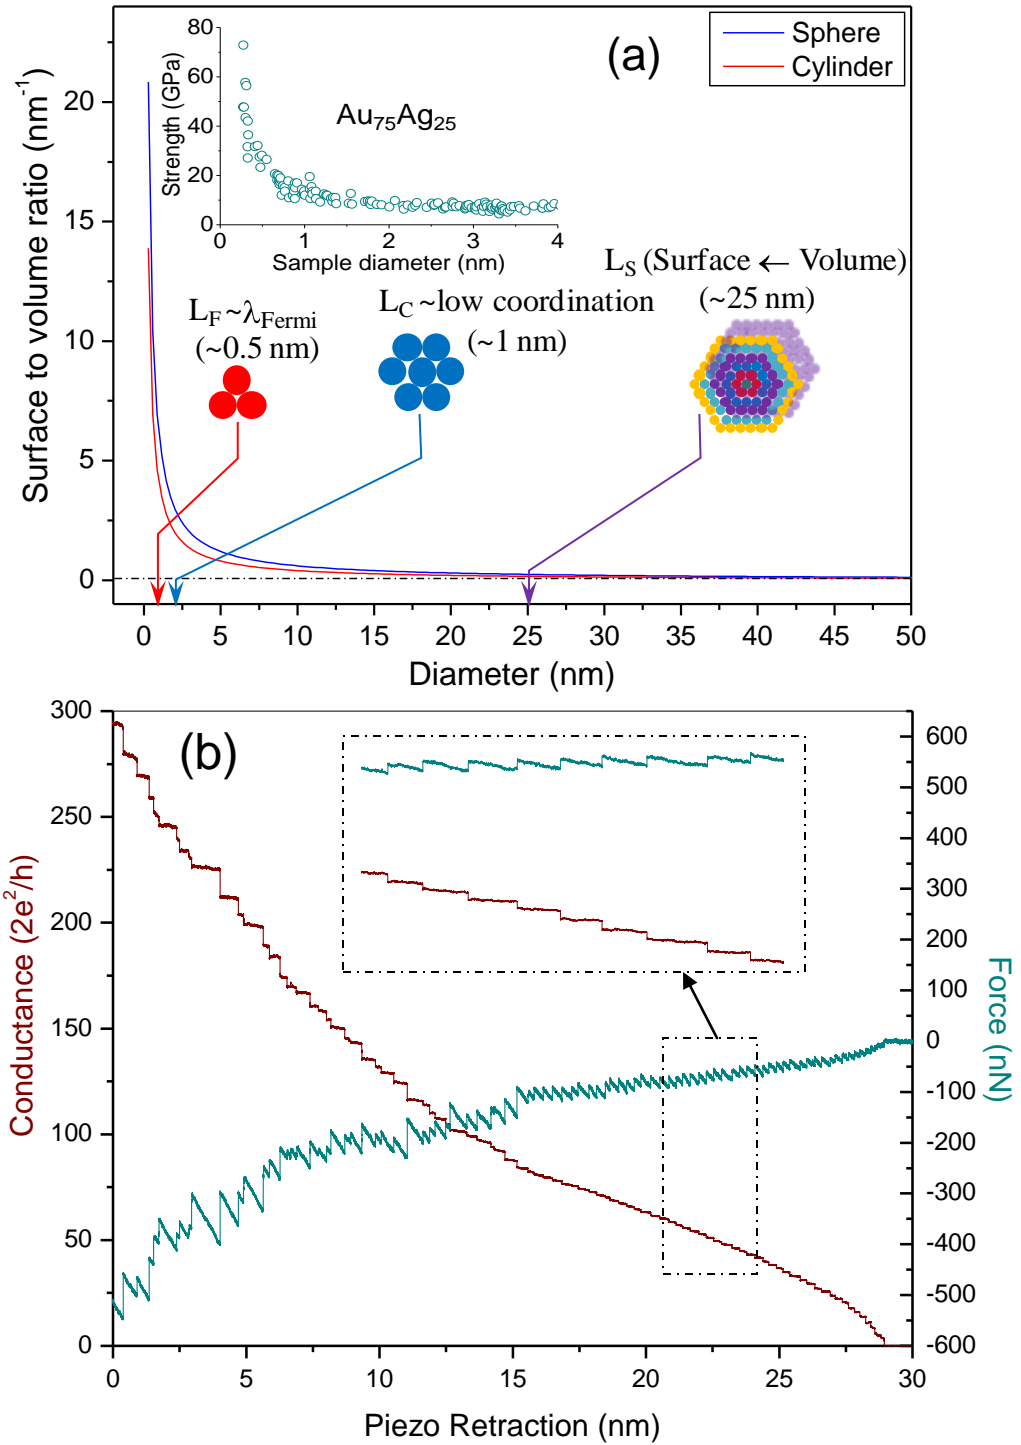 (a)
Sphere
Cylinder
Surface to volume ratio (nm⁻¹)
20
15
10
5
0
80
60
40
20
0
Strength (GPa)
Au₇₅Ag₂₅
0 1 2 3 4
Sample diameter (nm)
L_F ~λ_Fermi
(~0.5 nm)
L_C ~low coordination
(~1 nm)
L_S (Surface ← Volume)
(~25 nm)
0 5 10 15 20 25 30 35 40 45 50
Diameter (nm)
(b)
Conductance (2e²/h)
300
250
200
150
100
50
0
600
500
400
300
200
100
0
-100
-200
-300
-400
-500
-600
Force (nN)
0 5 10 15 20 25 30
Piezo Retraction (nm)